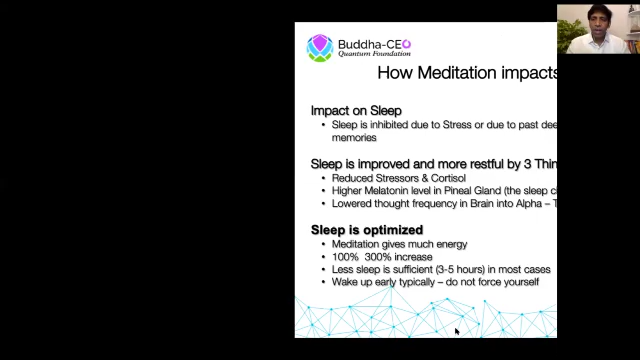 Buddha-CEO
Quantum Foundation
How Meditation impacts
Impact on Sleep
• Sleep is inhibited due to Stress or due to past
memories
Sleep is improved and more restful by 3
• Reduced Stressors & Cortisol
• Higher Melatonin level in Pineal Gland (the sleep
• Lowered thought frequency in Brain into Alpha –
Sleep is optimized
• Meditation gives much energy
• 100% 300% increase
• Less sleep is sufficient (3-5 hours) in most cases
• Wake up early typically – do not force yourself